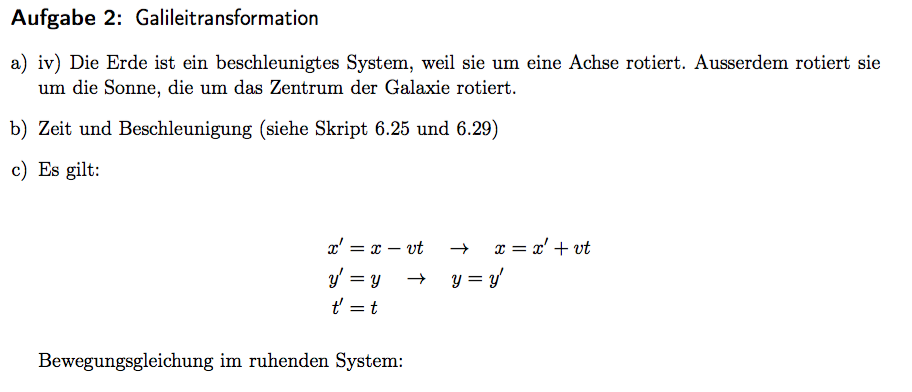 Aufgabe 2: Galileitransformation
a) iv) Die Erde ist ein beschleunigtes System, weil sie um eine Achse rotiert. Ausserdem rotiert sie
um die Sonne, die um das Zentrum der Galaxie rotiert.
b) Zeit und Beschleunigung (siehe Skript 6.25 und 6.29)
c) Es gilt:
x′ = x − vt → x = x′ + vt
y′ = y → y = y′
t′ = t
Bewegungsgleichung im ruhenden System: